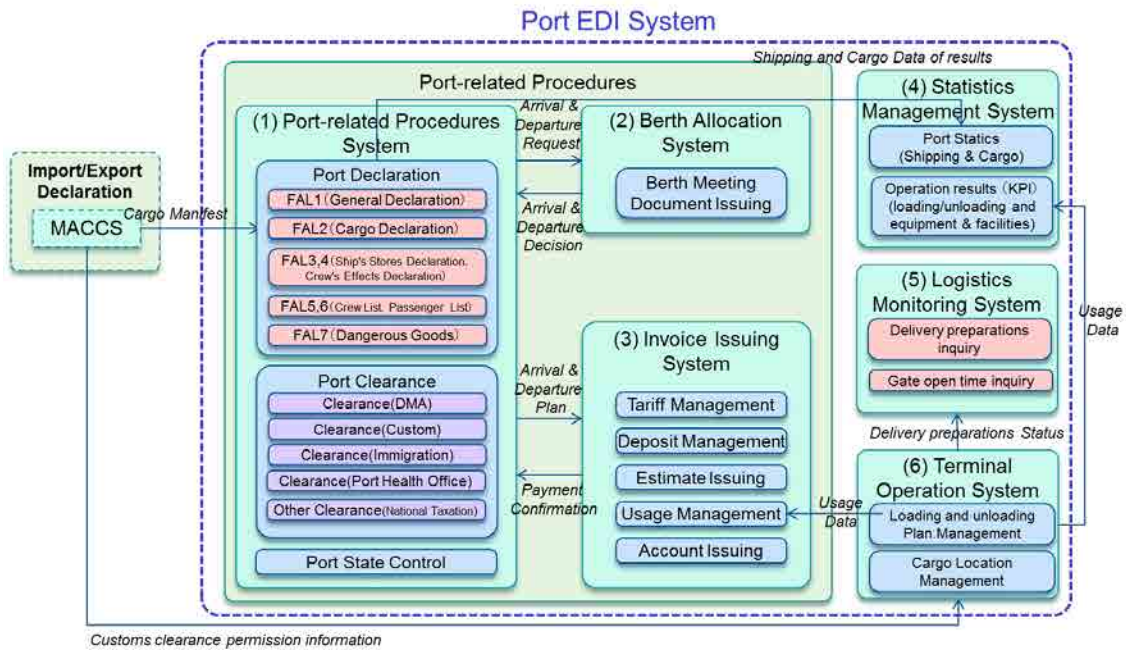 Port EDI System
Shipping and Cargo Data of results
Port-related Procedures
Import/Export
Declaration
MACCS
Cargo Manifest
(1) Port-related Procedures
System
Port Declaration
FAL1(General Declaration)
FAL2(Cargo Declaration)
FAL3,4(Ship's Stores Declaration,
Crew's Effects Declaration)
FAL5,6(Crew List, Passenger List)
FAL7(Dangerous Goods)
Port Clearance
Clearance(DMA)
Clearance(Custom)
Clearance(Immigration)
Clearance(Port Health Office)
Other Clearance(National Taxation)
Port State Control
Arrival &
Departure
Request
Arrival &
Departure
Decision
Arrival &
Departure
Plan
Payment
Confirmation
(2) Berth Allocation
System
Berth Meeting
Document Issuing
(3) Invoice Issuing
System
Tariff Management
Deposit Management
Estimate Issuing
Usage Management
Account Issuing
Usage
Data
(4) Statistics
Management System
Port Statics
(Shipping & Cargo)
Operation results (KPI)
(loading/unloading and
equipment & facilities)
(5) Logistics
Monitoring System
Delivery preparations
inquiry
Gate open time inquiry
Usage
Data
Delivery preparations Status
(6) Terminal
Operation System
Loading and unloading
Plan Management
Cargo Location
Management
Customs clearance permission information